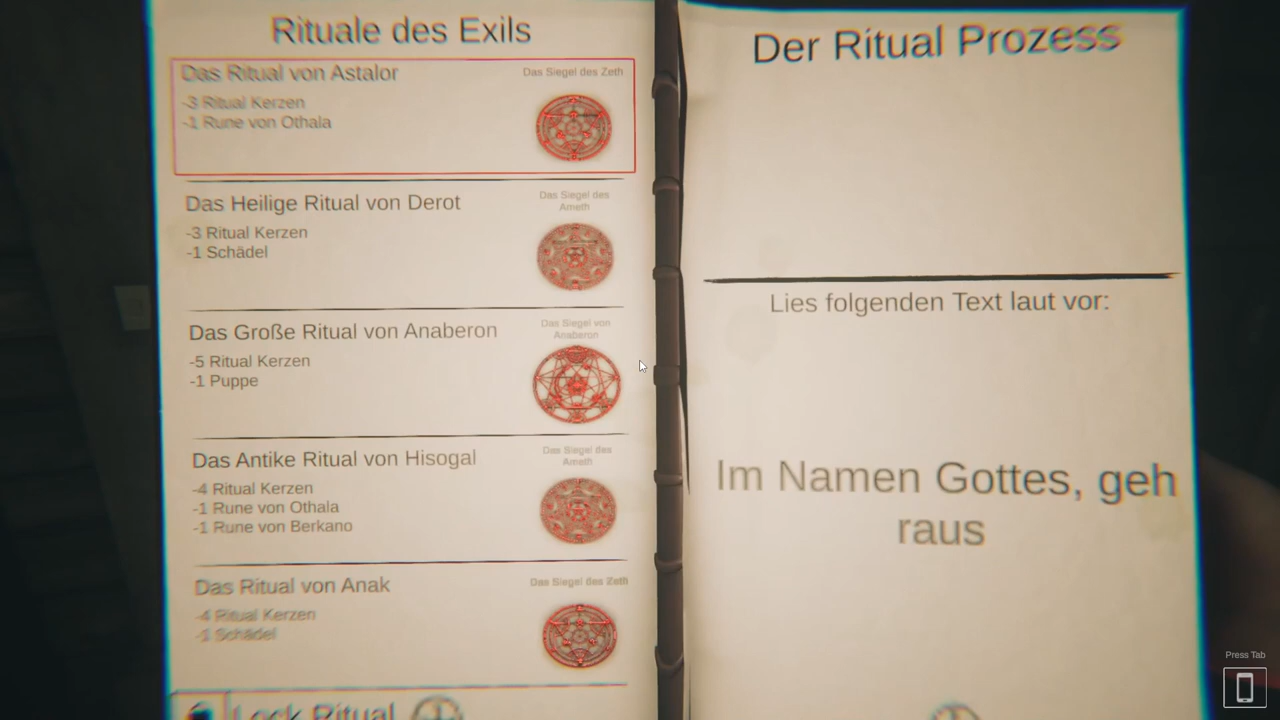 Rituale des Exils
Das Ritual von Astalor
Das Siegel des Zeth
-3 Ritual Kerzen
-1 Rune von Othala
Das Heilige Ritual von Derot
Das Siegel des
Ameth
-3 Ritual Kerzen
-1 Schädel
Das Große Ritual von Anaberon
Das Siegel von
Anaberon
-5 Ritual Kerzen
-1 Puppe
Das Antike Ritual von Hisogal
Das Siegel des
Ameth
-4 Ritual Kerzen
-1 Rune von Othala
-1 Rune von Berkano
Das Ritual von Anak
Das Siegel des Zeth
-4 Ritual Kerzen
-1 Schädel
Lock Ritual
Der Ritual Prozess
Lies folgenden Text laut vor:
Im Namen Gottes, geh
raus
Press Tab